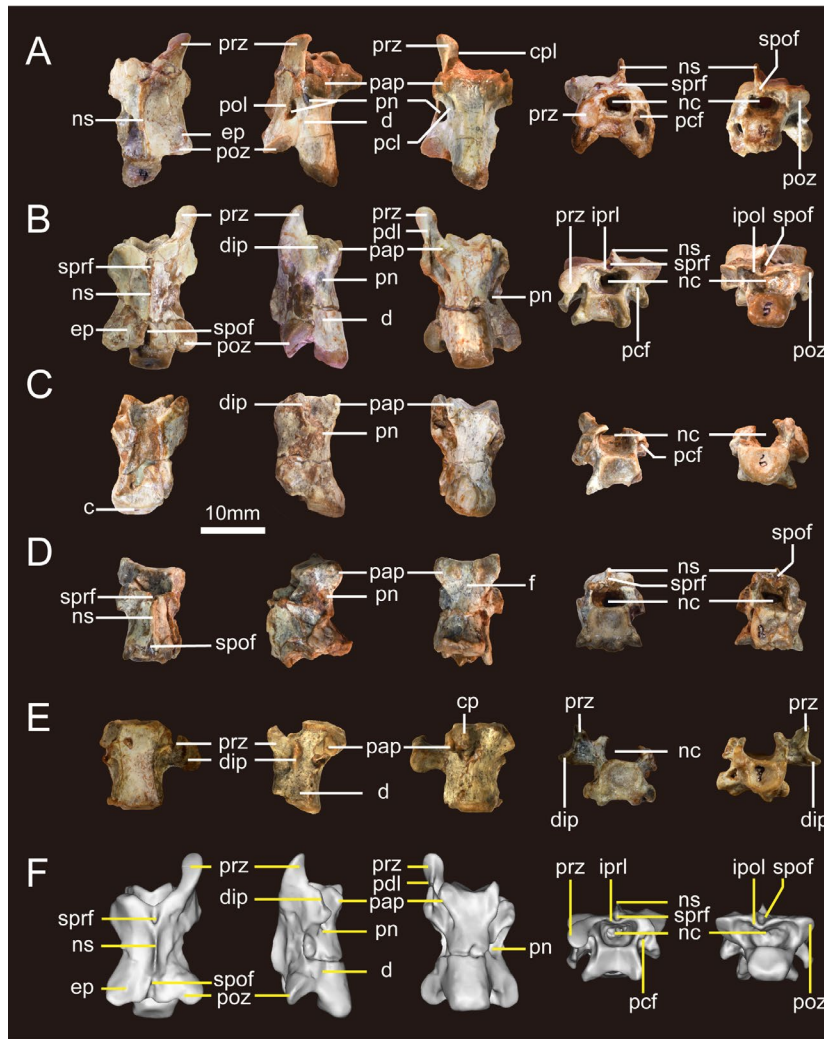 A
prz prz cpl ns spof
pap sprf
pol pn prz nc
ns d pcf
ep pcl
poz poz
B
prz prz prz iprl ipol spof
dip pdl ns
sprf pap sprf
ns pn nc
pn
ep spof d
poz pcf poz
C
dip pap nc
pn pcf
c
10mm
D
spof
ns
pap f sprf
sprf pn nc
ns
spof
E
cp prz prz
prz nc
dip pap
d
dip dip
F
prz prz prz iprl ipol spof
dip pdl ns
sprf pap sprf
ns pn nc
pn
ep spof d
poz pcf poz